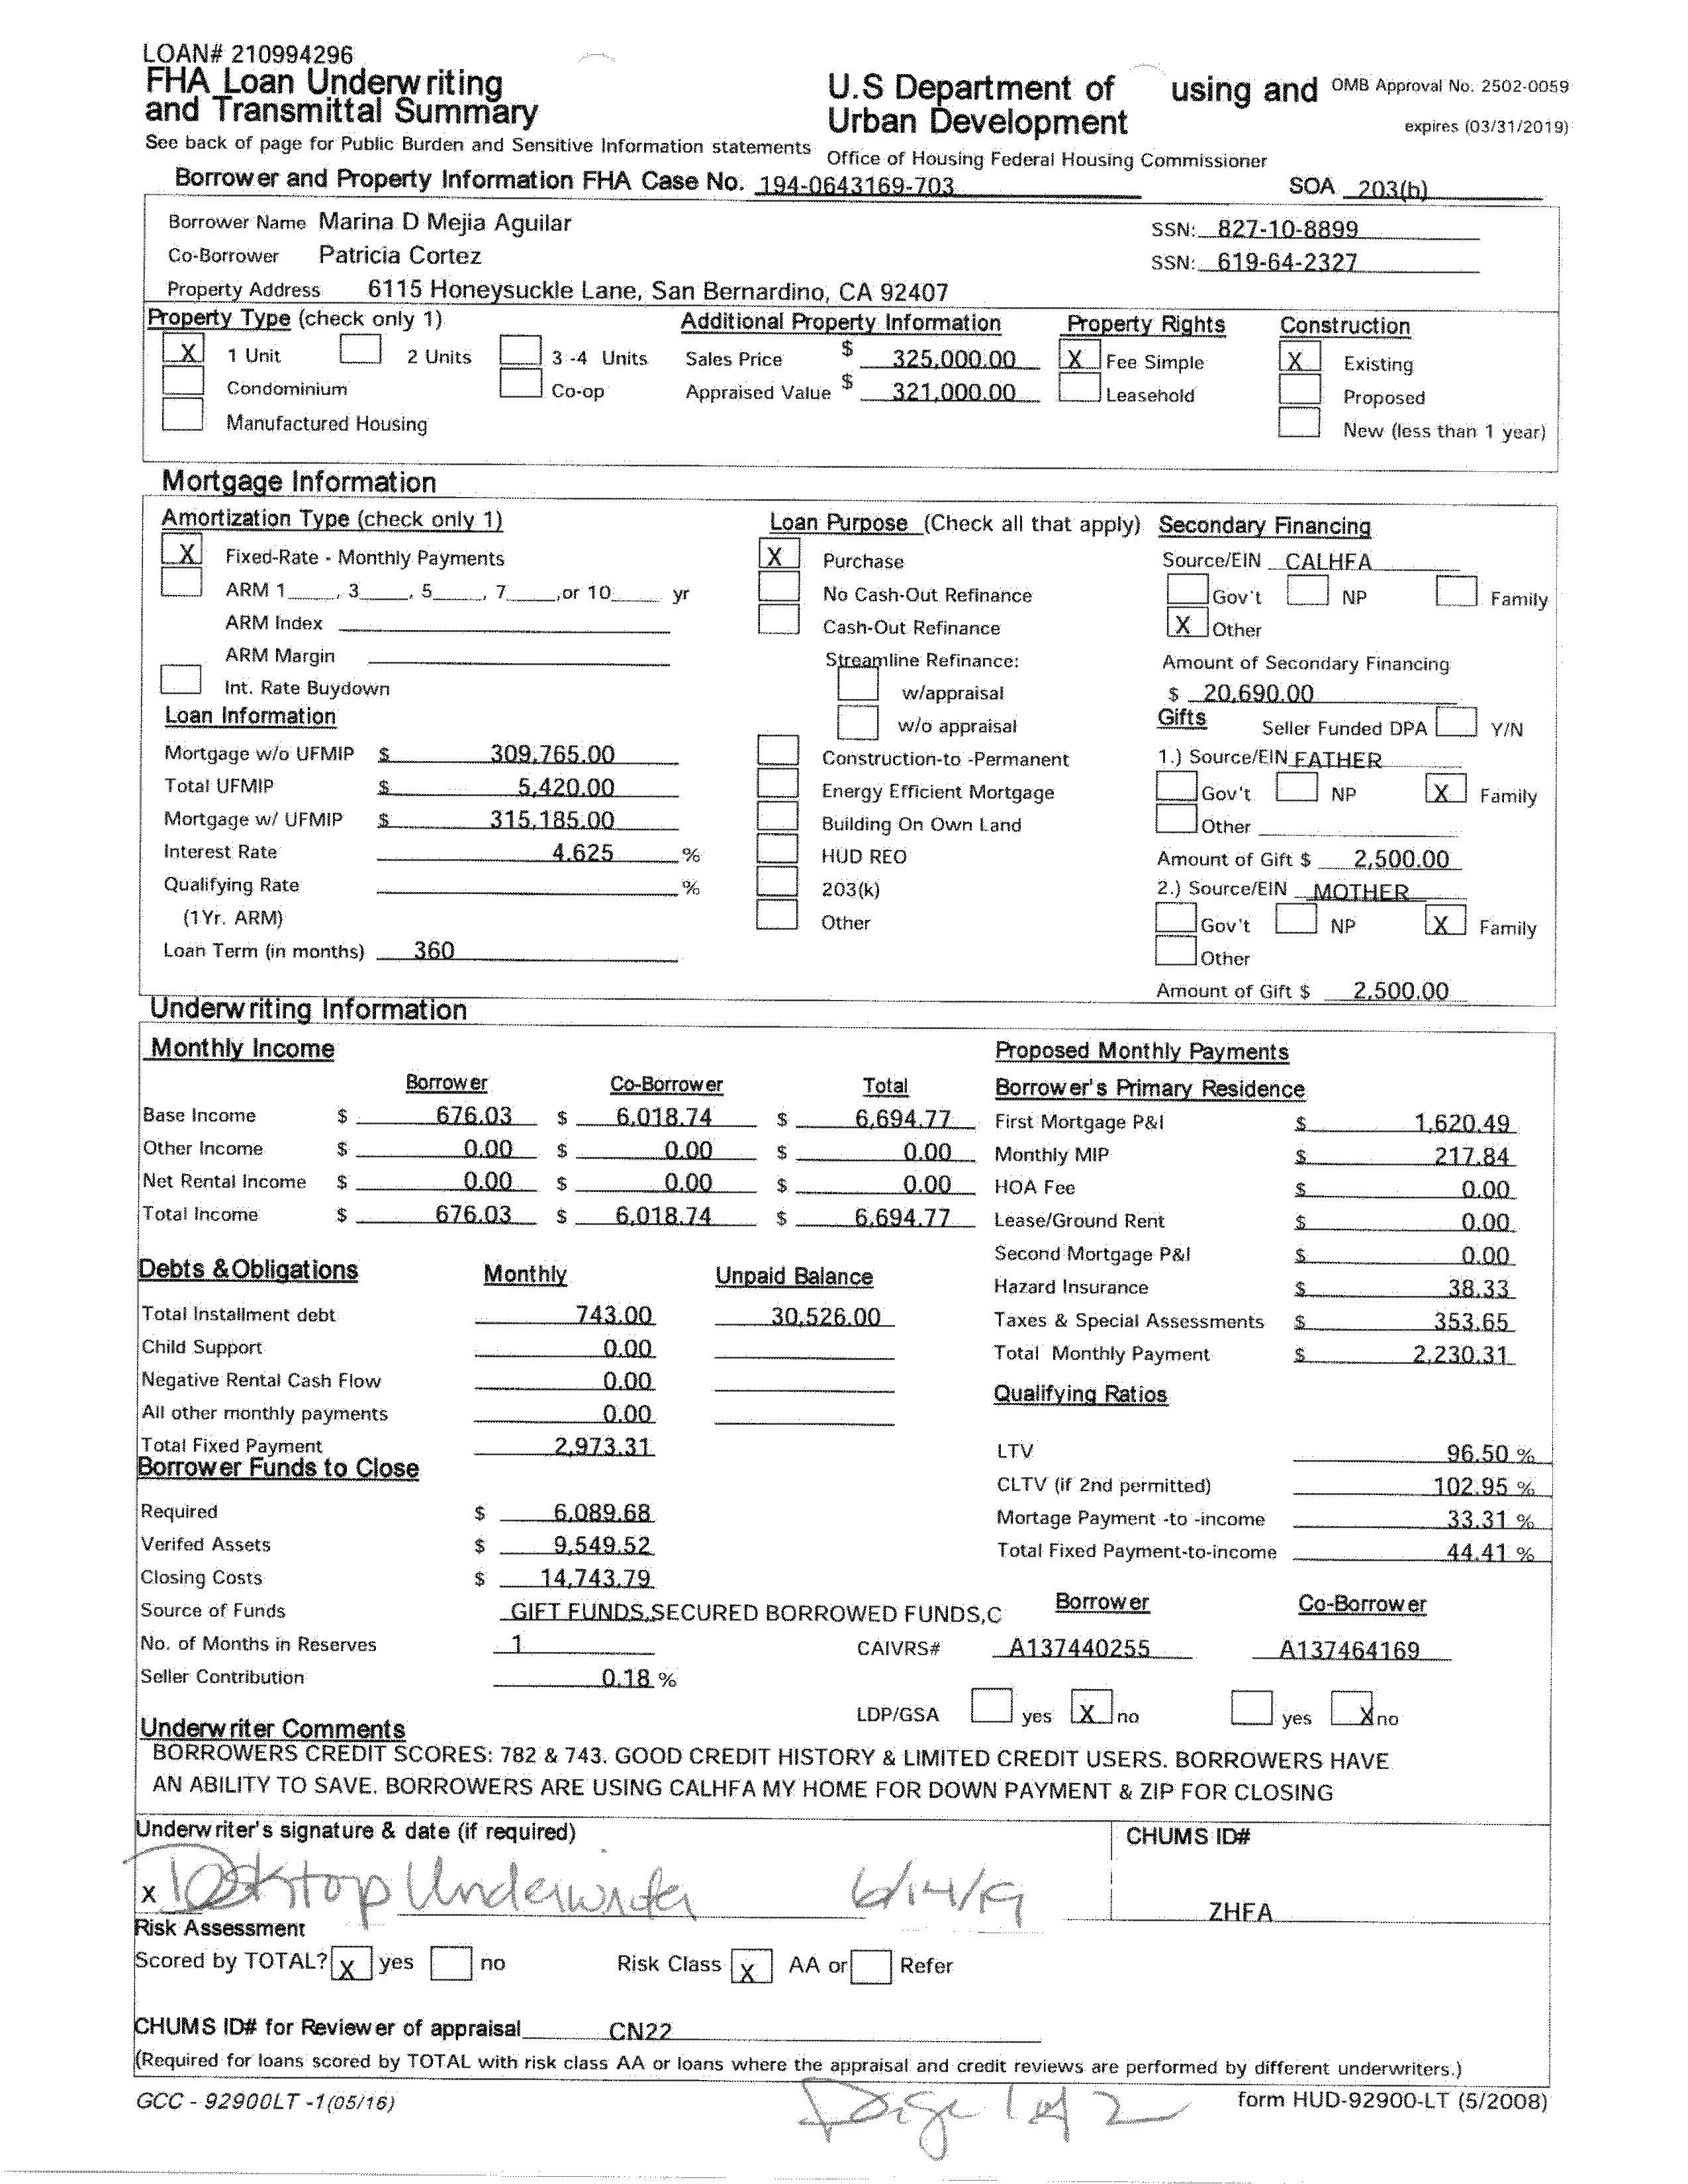 LOAN# 210994296
FHA Loan Underwriting
and Transmittal Summary
See back of page for Public Burden and Sensitive Information statements
U.S Department of using and
Urban Development
Office of Housing Federal Housing Commissioner
OMB Approval No. 2502-0059
expires (03/31/2019)
Borrower and Property Information FHA Case No. 194-0643169-703
SOA 203(b)
Borrower Name Marina D Mejia Aguilar SSN: 827-10-8899
Co-Borrower Patricia Cortez SSN: 619-64-2327
Property Address 6115 Honeysuckle Lane, San Bernardino, CA 92407
Property Type (check only 1) Additional Property Information Property Rights Construction
X 1 Unit 2 Units 3-4 Units Sales Price $ 325,000.00 X Fee Simple X Existing
Condominium Co-op Appraised Value $ 321,000.00 Leasehold Proposed
Manufactured Housing New (less than 1 year)
Mortgage Information
Amortization Type (check only 1)
X Fixed-Rate - Monthly Payments
ARM 1____, 3____, 5____, 7____,or 10____ yr
ARM Index
ARM Margin
Int. Rate Buydown
Loan Information
Mortgage w/o UFMIP $ 309,765.00
Total UFMIP $ 5,420.00
Mortgage w/ UFMIP $ 315,185.00
Interest Rate 4.625 %
Qualifying Rate %
(1Yr. ARM)
Loan Term (in months) 360
Loan Purpose (Check all that apply)
X Purchase
No Cash-Out Refinance
Cash-Out Refinance
Streamline Refinance:
w/appraisal
w/o appraisal
Construction-to -Permanent
Energy Efficient Mortgage
Building On Own Land
HUD REO
203(k)
Other
Secondary Financing
Source/EIN CALHFA
Gov't NP Family
X Other
Amount of Secondary Financing
$ 20,690.00
Gifts Seller Funded DPA Y/N
1.) Source/EIN FATHER
Gov't NP X Family
Other
Amount of Gift $ 2,500.00
2.) Source/EIN MOTHER
Gov't NP X Family
Other
Amount of Gift $ 2,500.00
Underwriting Information
Monthly Income
Borrower Co-Borrower Total
Base Income $ 676.03 $ 6,018.74 $ 6,694.77
Other Income $ 0.00 $ 0.00 $ 0.00
Net Rental Income $ 0.00 $ 0.00 $ 0.00
Total Income $ 676.03 $ 6,018.74 $ 6,694.77
Debts & Obligations Monthly Unpaid Balance
Total Installment debt 743.00 30,526.00
Child Support 0.00
Negative Rental Cash Flow 0.00
All other monthly payments 0.00
Total Fixed Payment 2,973.31
Borrower Funds to Close
Required $ 6,089.68
Verifed Assets $ 9,549.52
Closing Costs $ 14,743.79
Source of Funds GIFT FUNDS,SECURED BORROWED FUNDS,C
No. of Months in Reserves 1
Seller Contribution 0.18 %
Proposed Monthly Payments
Borrower's Primary Residence
First Mortgage P&I $ 1,620.49
Monthly MIP $ 217.84
HOA Fee $ 0.00
Lease/Ground Rent $ 0.00
Second Mortgage P&I $ 0.00
Hazard Insurance $ 38.33
Taxes & Special Assessments $ 353.65
Total Monthly Payment $ 2,230.31
Qualifying Ratios
LTV 96.50 %
CLTV (if 2nd permitted) 102.95 %
Mortage Payment -to -income 33.31 %
Total Fixed Payment-to-income 44.41 %
Borrower Co-Borrower
CAIVRS# A137440255 A137464169
LDP/GSA yes X no yes X no
Underwriter Comments
BORROWERS CREDIT SCORES: 782 & 743. GOOD CREDIT HISTORY & LIMITED CREDIT USERS. BORROWERS HAVE
AN ABILITY TO SAVE. BORROWERS ARE USING CALHFA MY HOME FOR DOWN PAYMENT & ZIP FOR CLOSING
Underwriter's signature & date (if required) CHUMS ID#
x Desktop Underwriter 6/14/19 ZHFA
Risk Assessment
Scored by TOTAL? X yes no Risk Class X AA or Refer
CHUMS ID# for Reviewer of appraisal CN22
(Required for loans scored by TOTAL with risk class AA or loans where the appraisal and credit reviews are performed by different underwriters.)
GCC - 92900LT -1(05/16) Page 1 of 2 form HUD-92900-LT (5/2008)